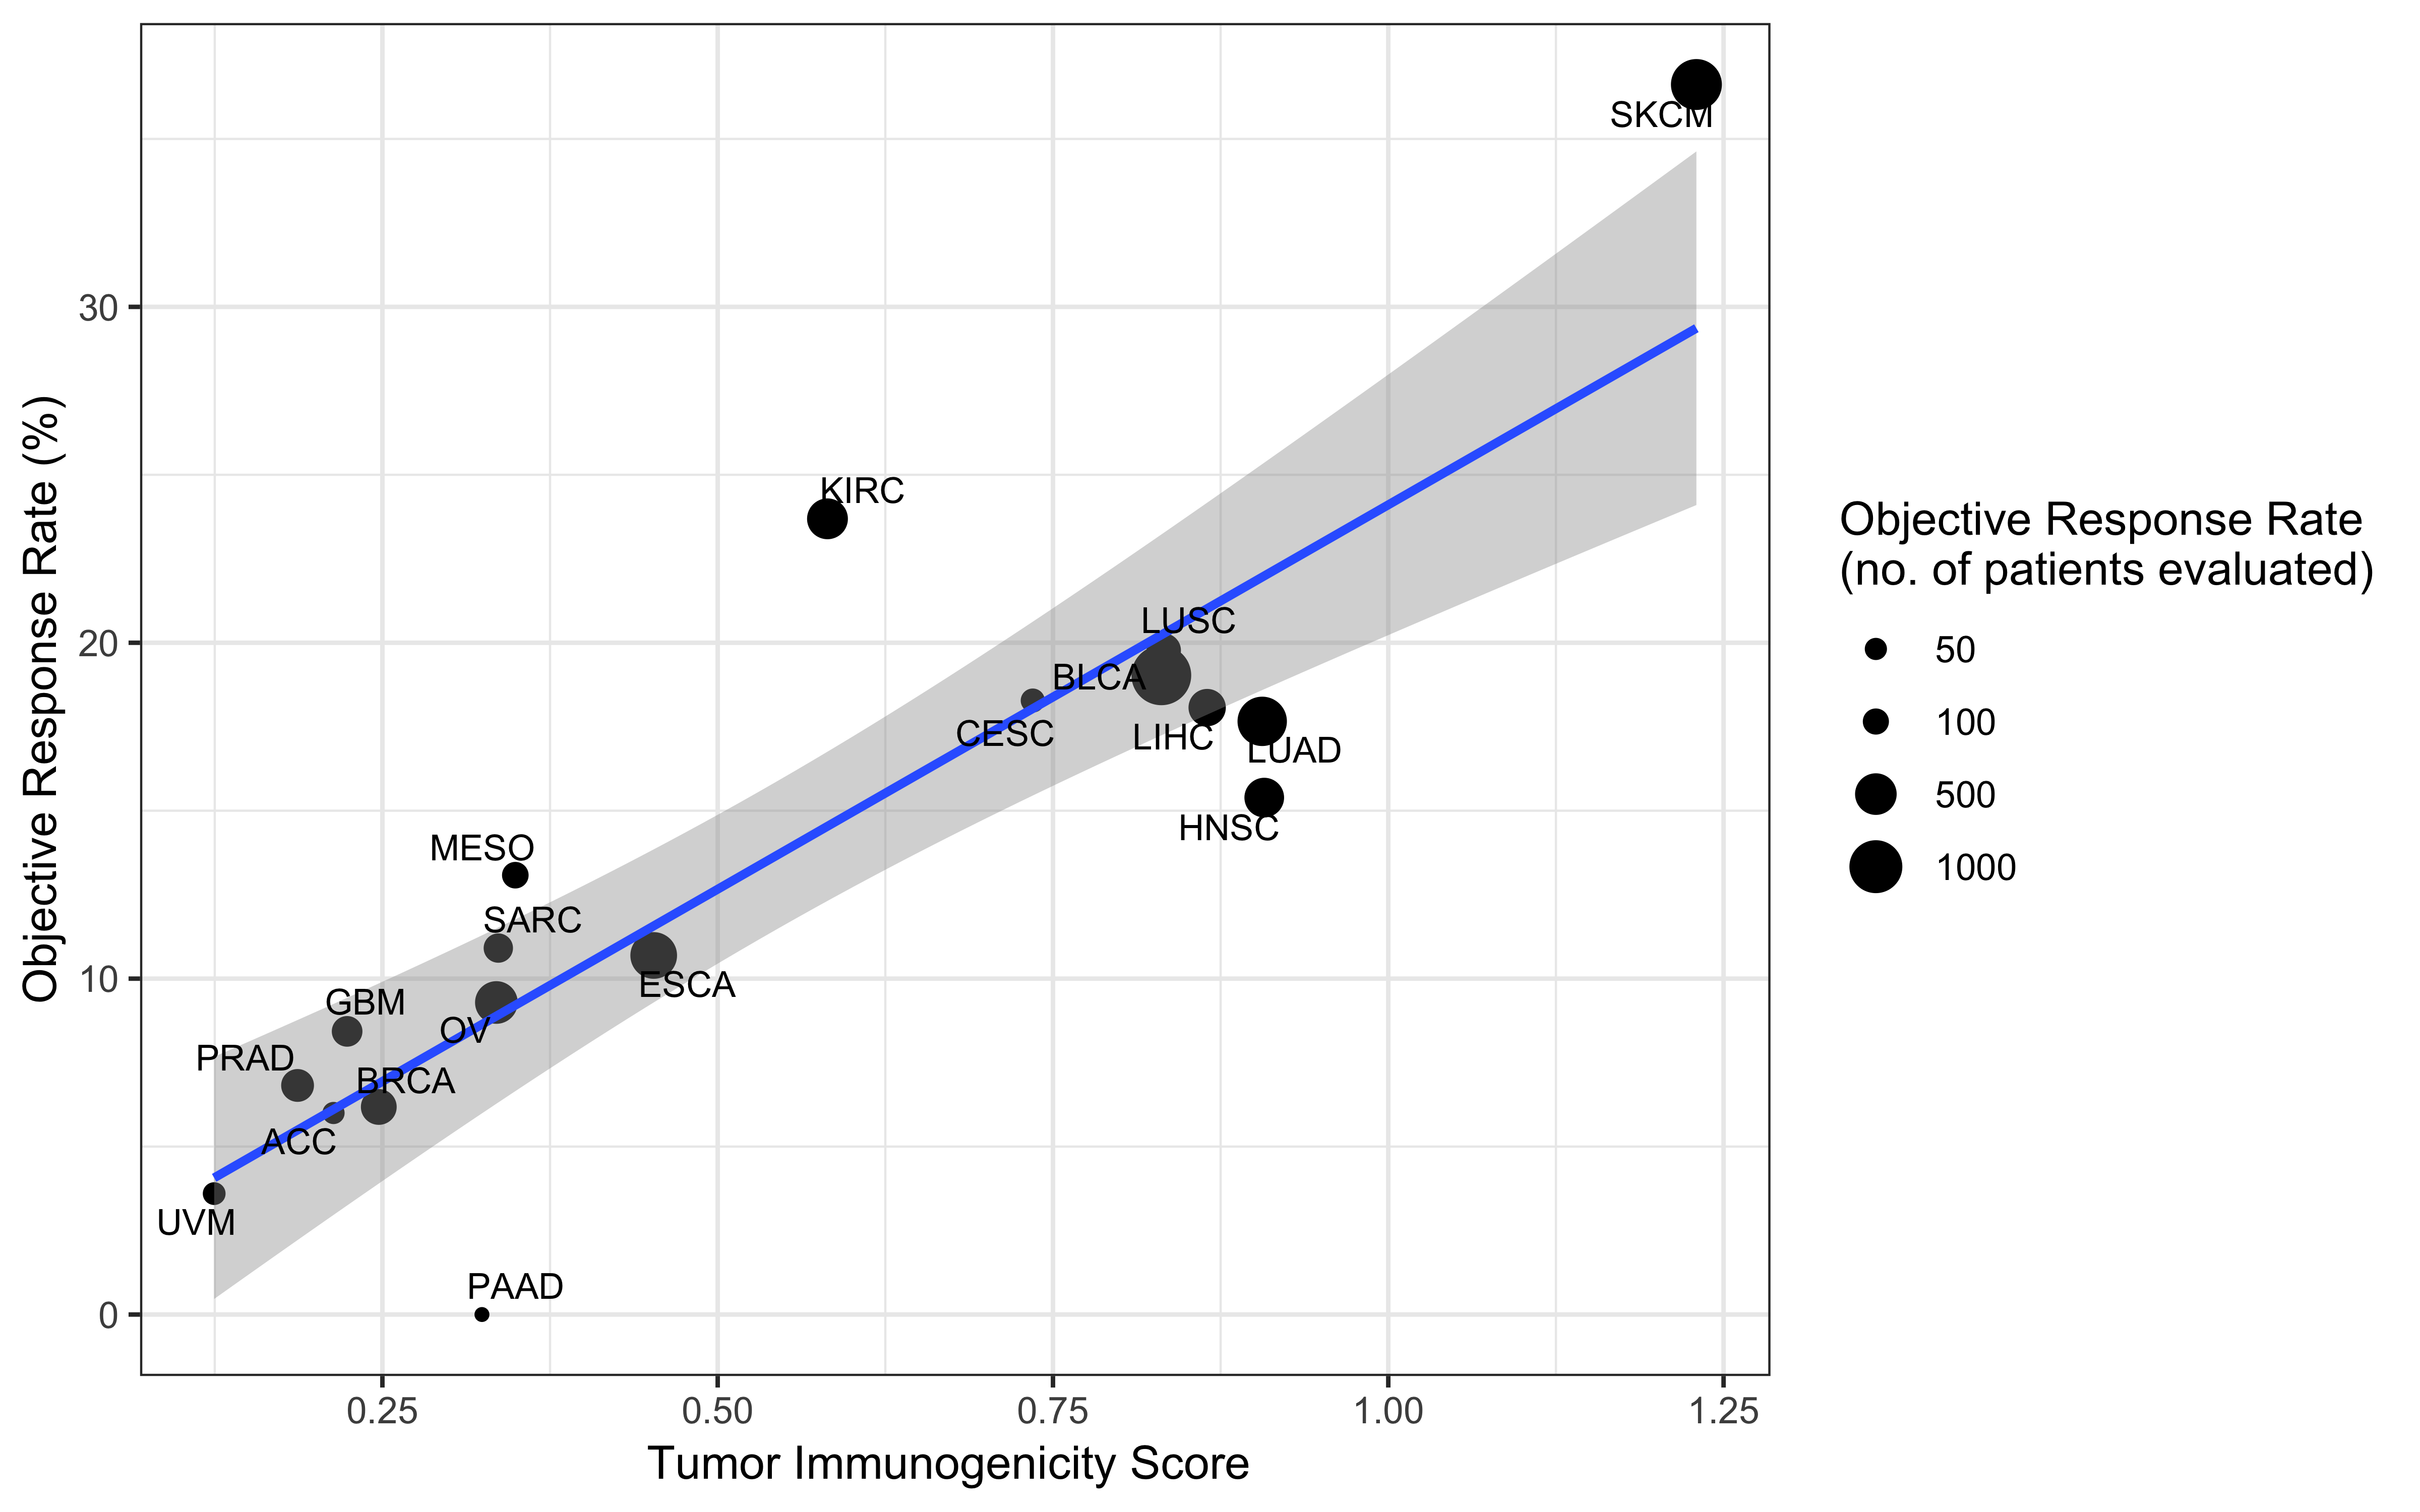 SKCM
30
KIRC
LUSC
20
BLCA
CESC
LIHC
LUAD
HNSC
MESO
SARC
10
ESCA
GBM
OV
PRAD
BRCA
ACC
UVM
PAAD
0
0.25 0.50 0.75 1.00 1.25
Tumor Immunogenicity Score
Objective Response Rate (%)
Objective Response Rate
(no. of patients evaluated)
50
100
500
1000